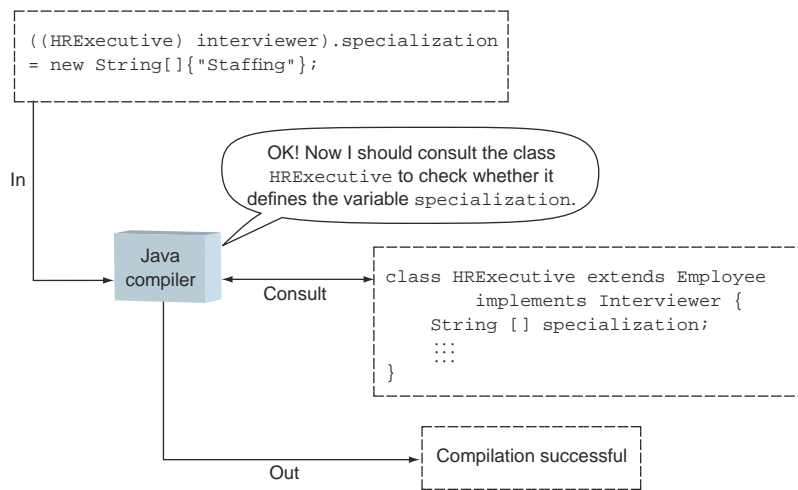 ((HRExecutive) interviewer).specialization
= new String[]{"Staffing"};
In
OK! Now I should consult the class
HRExecutive to check whether it
defines the variable specialization.
Java
compiler
Consult
class HRExecutive extends Employee
implements Interviewer {
String [] specialization;
...
...
}
Out
Compilation successful